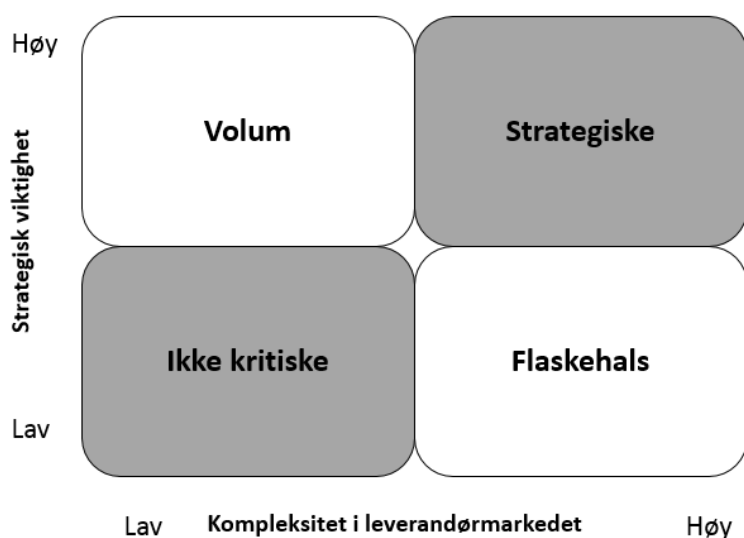 Høy
Volum
Strategiske
Strategisk viktighet
Ikke kritiske
Flaskehals
Lav
Lav
Kompleksitet i leverandørmarkedet
Høy